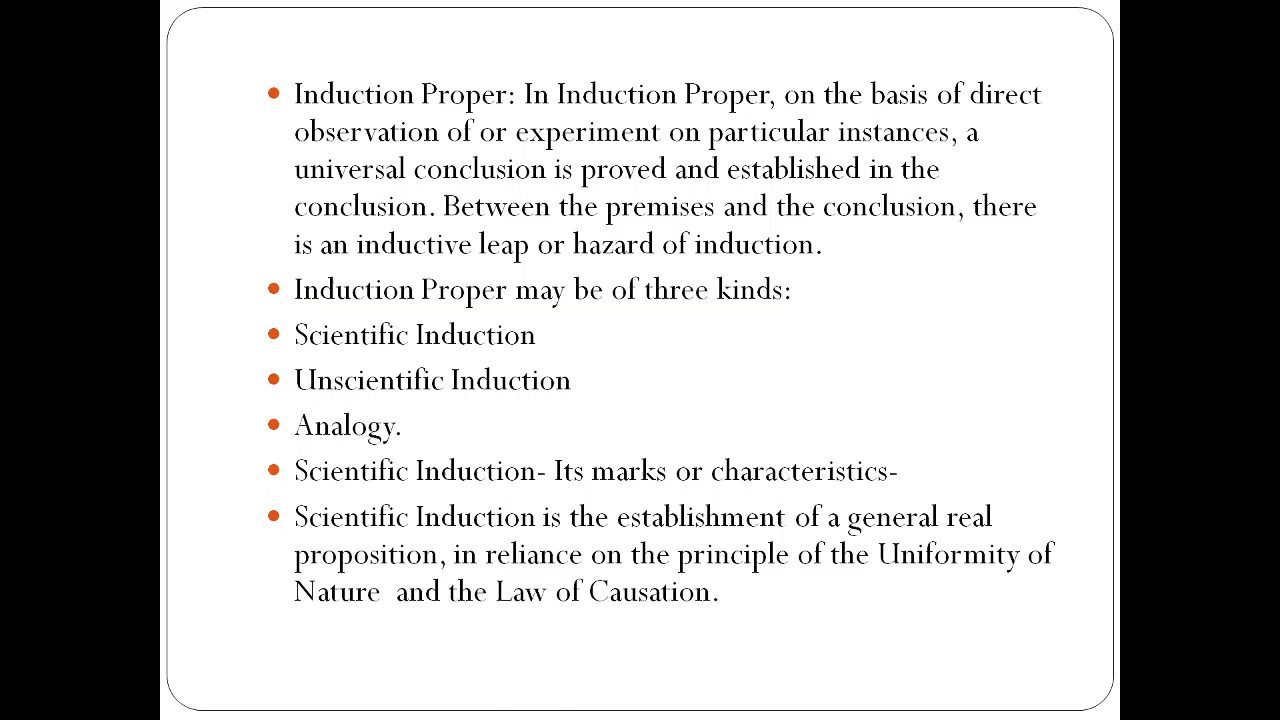 • Induction Proper: In Induction Proper, on the basis of direct
observation of or experiment on particular instances, a
universal conclusion is proved and established in the
conclusion. Between the premises and the conclusion, there
is an inductive leap or hazard of induction.
• Induction Proper may be of three kinds:
• Scientific Induction
• Unscientific Induction
• Analogy.
• Scientific Induction- Its marks or characteristics-
• Scientific Induction is the establishment of a general real
proposition, in reliance on the principle of the Uniformity of
Nature  and the Law of Causation.